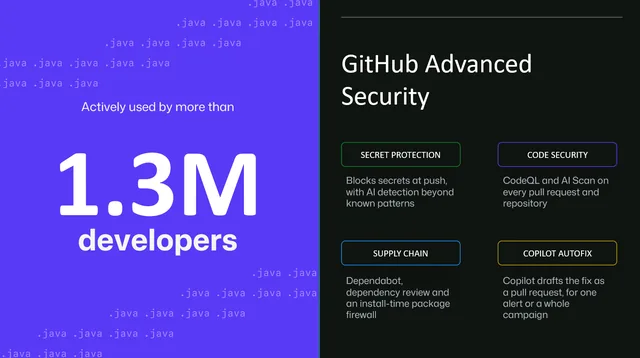 .java .java
.java .java .java
.java .java .java .java
.java .java .java .java .java
.java .java .java
Actively used by more than
1.3M
developers
.java .java
.java .java .java .java
.java .java .java .java
.java .java .java .java
.java .java .java
GitHub Advanced
Security
SECRET PROTECTION
Blocks secrets at push,
with AI detection beyond
known patterns
CODE SECURITY
CodeQL and AI Scan on
every pull request and
repository
SUPPLY CHAIN
Dependabot,
dependency review and
an install-time package
firewall
COPILOT AUTOFIX
Copilot drafts the fix as
a pull request, for one
alert or a whole
campaign